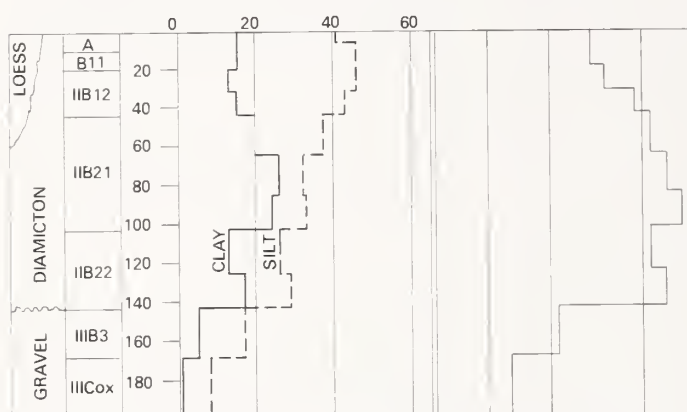 0 20 40 60
LOESS
DIAMICTON
GRAVEL
A
B11
IIB12
IIB21
IIB22
IIIB3
IIICox
20
40
60
80
100
120
140
160
180
CLAY
SILT